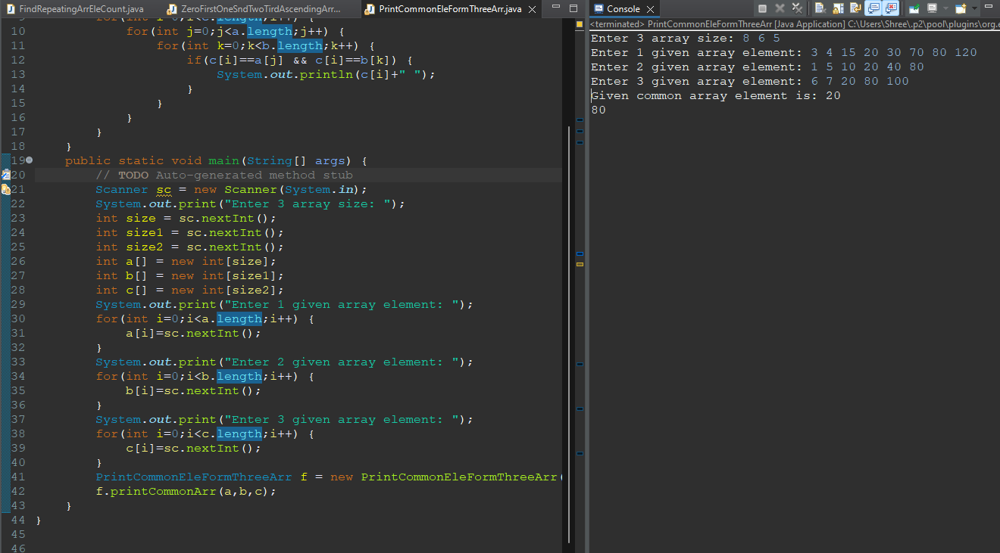 FindRepeatingArrEleCount.java
ZeroFirstOneSndTwoTirdAscendingArr...
PrintCommonEleFormThreeArr.java
10 for(int j=0;j<a.length;j++) {
11 for(int k=0;k<b.length;k++) {
12 if(c[i]==a[j] && c[i]==b[k]) {
13 System.out.println(c[i]+" ");
14 }
15 }
16 }
17 }
18 }
19 public static void main(String[] args) {
20 // TODO Auto-generated method stub
21 Scanner sc = new Scanner(System.in);
22 System.out.print("Enter 3 array size: ");
23 int size = sc.nextInt();
24 int size1 = sc.nextInt();
25 int size2 = sc.nextInt();
26 int a[] = new int[size];
27 int b[] = new int[size1];
28 int c[] = new int[size2];
29 System.out.print("Enter 1 given array element: ");
30 for(int i=0;i<a.length;i++) {
31 a[i]=sc.nextInt();
32 }
33 System.out.print("Enter 2 given array element: ");
34 for(int i=0;i<b.length;i++) {
35 b[i]=sc.nextInt();
36 }
37 System.out.print("Enter 3 given array element: ");
38 for(int i=0;i<c.length;i++) {
39 c[i]=sc.nextInt();
40 }
41 PrintCommonEleFormThreeArr f = new PrintCommonEleFormThreeArr(
42 f.printCommonArr(a,b,c);
43 }
44 }
45
46
Console
<terminated> PrintCommonEleFormThreeArr [Java Application] C:\Users\Shree\.p2\pool\plugins\org.e
Enter 3 array size: 8 6 5
Enter 1 given array element: 3 4 15 20 30 70 80 120
Enter 2 given array element: 1 5 10 20 40 80
Enter 3 given array element: 6 7 20 80 100
Given common array element is: 20
80